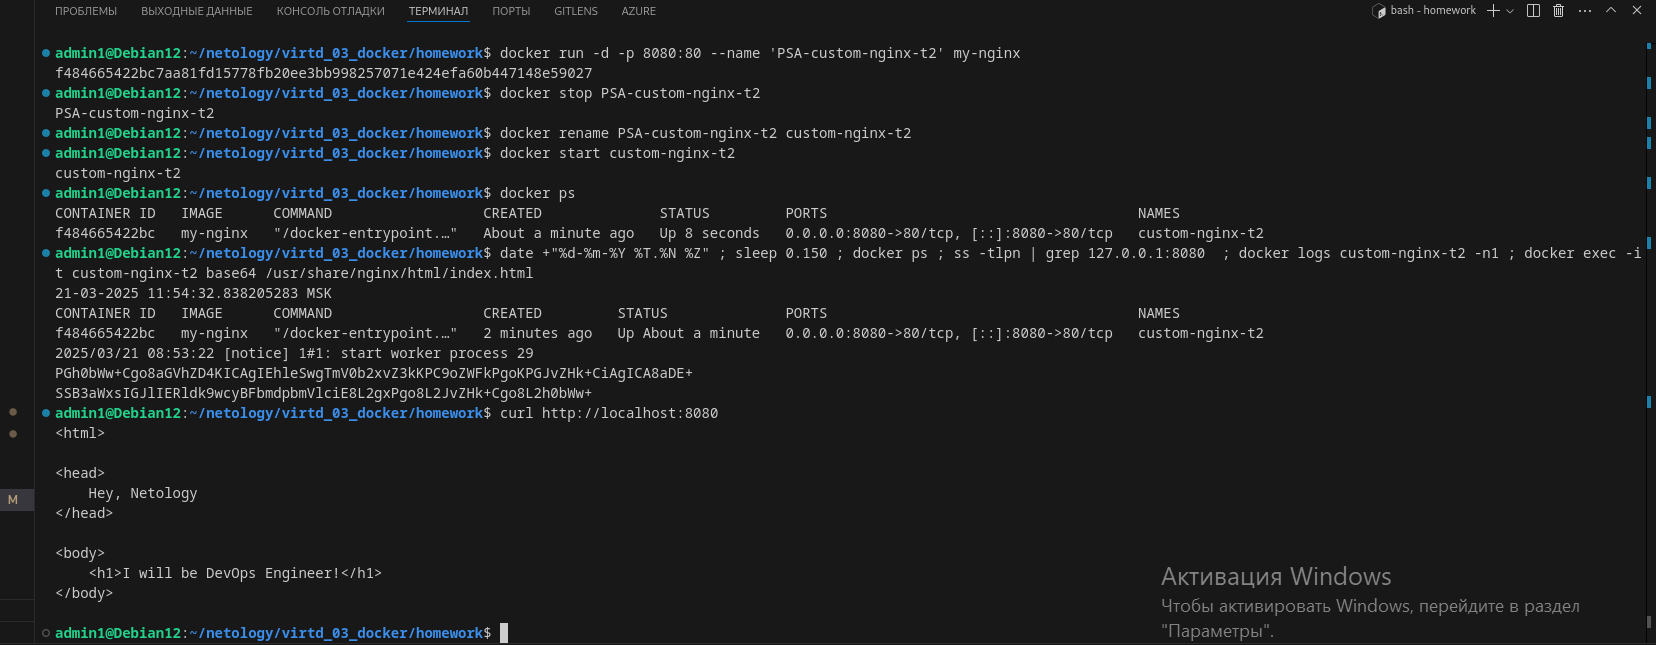 ПРОБЛЕМЫ ВЫХОДНЫЕ ДАННЫЕ КОНСОЛЬ ОТЛАДКИ ТЕРМИНАЛ ПОРТЫ GITLENS AZURE bash - homework
admin1@Debian12:~/netology/virtd_03_docker/homework$ docker run -d -p 8080:80 --name 'PSA-custom-nginx-t2' my-nginx
f484665422bc7aa81fd15778fb20ee3bb998257071e424efa60b447148e59027
admin1@Debian12:~/netology/virtd_03_docker/homework$ docker stop PSA-custom-nginx-t2
PSA-custom-nginx-t2
admin1@Debian12:~/netology/virtd_03_docker/homework$ docker rename PSA-custom-nginx-t2 custom-nginx-t2
admin1@Debian12:~/netology/virtd_03_docker/homework$ docker start custom-nginx-t2
custom-nginx-t2
admin1@Debian12:~/netology/virtd_03_docker/homework$ docker ps
CONTAINER ID   IMAGE      COMMAND                  CREATED              STATUS         PORTS                                     NAMES
f484665422bc   my-nginx   "/docker-entrypoint.…"   About a minute ago   Up 8 seconds   0.0.0.0:8080->80/tcp, [::]:8080->80/tcp   custom-nginx-t2
admin1@Debian12:~/netology/virtd_03_docker/homework$ date +"%d-%m-%Y %T.%N %Z" ; sleep 0.150 ; docker ps ; ss -tlpn | grep 127.0.0.1:8080  ; docker logs custom-nginx-t2 -n1 ; docker exec -i
t custom-nginx-t2 base64 /usr/share/nginx/html/index.html
21-03-2025 11:54:32.838205283 MSK
CONTAINER ID   IMAGE      COMMAND                  CREATED         STATUS              PORTS                                     NAMES
f484665422bc   my-nginx   "/docker-entrypoint.…"   2 minutes ago   Up About a minute   0.0.0.0:8080->80/tcp, [::]:8080->80/tcp   custom-nginx-t2
2025/03/21 08:53:22 [notice] 1#1: start worker process 29
PGh0bWw+Cgo8aGVhZD4KICAgIEhleSwgTmV0b2xvZ3kKPC9oZWFkPgoKPGJvZHk+CiAgICA8aDE+
SSB3aWxsIGJlIERldk9wcyBFbmdpbmVlciE8L2gxPgo8L2JvZHk+Cgo8L2h0bWw+
admin1@Debian12:~/netology/virtd_03_docker/homework$ curl http://localhost:8080
<html>
<head>
    Hey, Netology
</head>
<body>
    <h1>I will be DevOps Engineer!</h1>
</body>
M
Активация Windows
Чтобы активировать Windows, перейдите в раздел
"Параметры".
admin1@Debian12:~/netology/virtd_03_docker/homework$